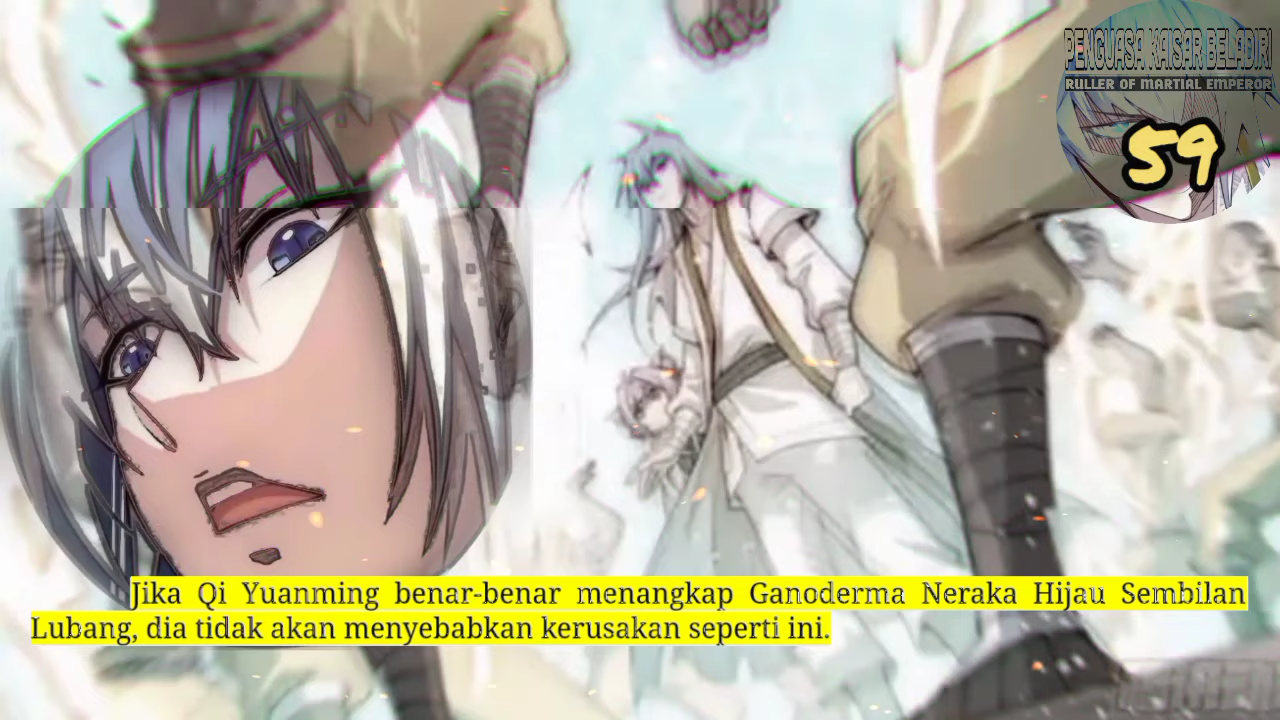 PENGUASA KAISAR BELADIRI
RULLER OF MARTIAL EMPEROR
59
Jika Qi Yuanming benar-benar menangkap Ganoderma Neraka Hijau Sembilan
Lubang, dia tidak akan menyebabkan kerusakan seperti ini.